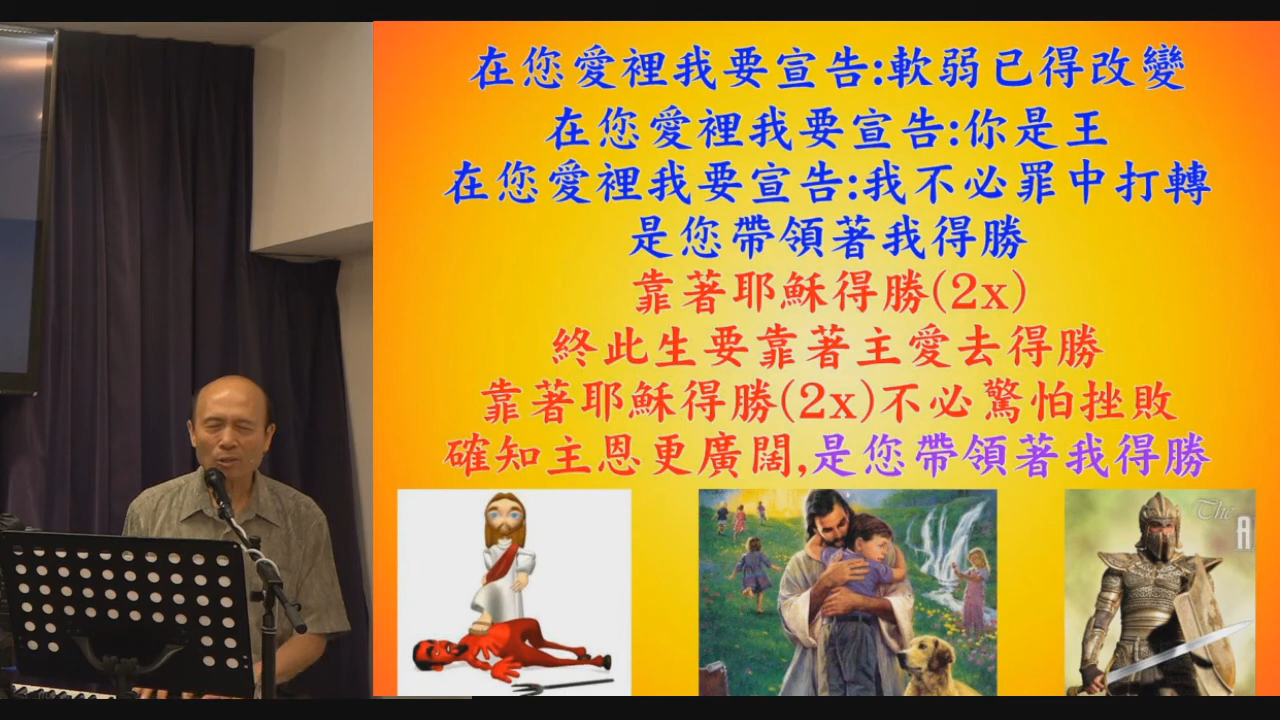 在您愛裡我要宣告:軟弱已得改變
在您愛裡我要宣告:你是王
在您愛裡我要宣告:我不必罪中打轉
是您帶領著我得勝
靠著耶穌得勝(2x)
終此生要靠著主愛去得勝
靠著耶穌得勝(2x)不必驚怕挫敗
確知主恩更廣闊,是您帶領著我得勝
The
A